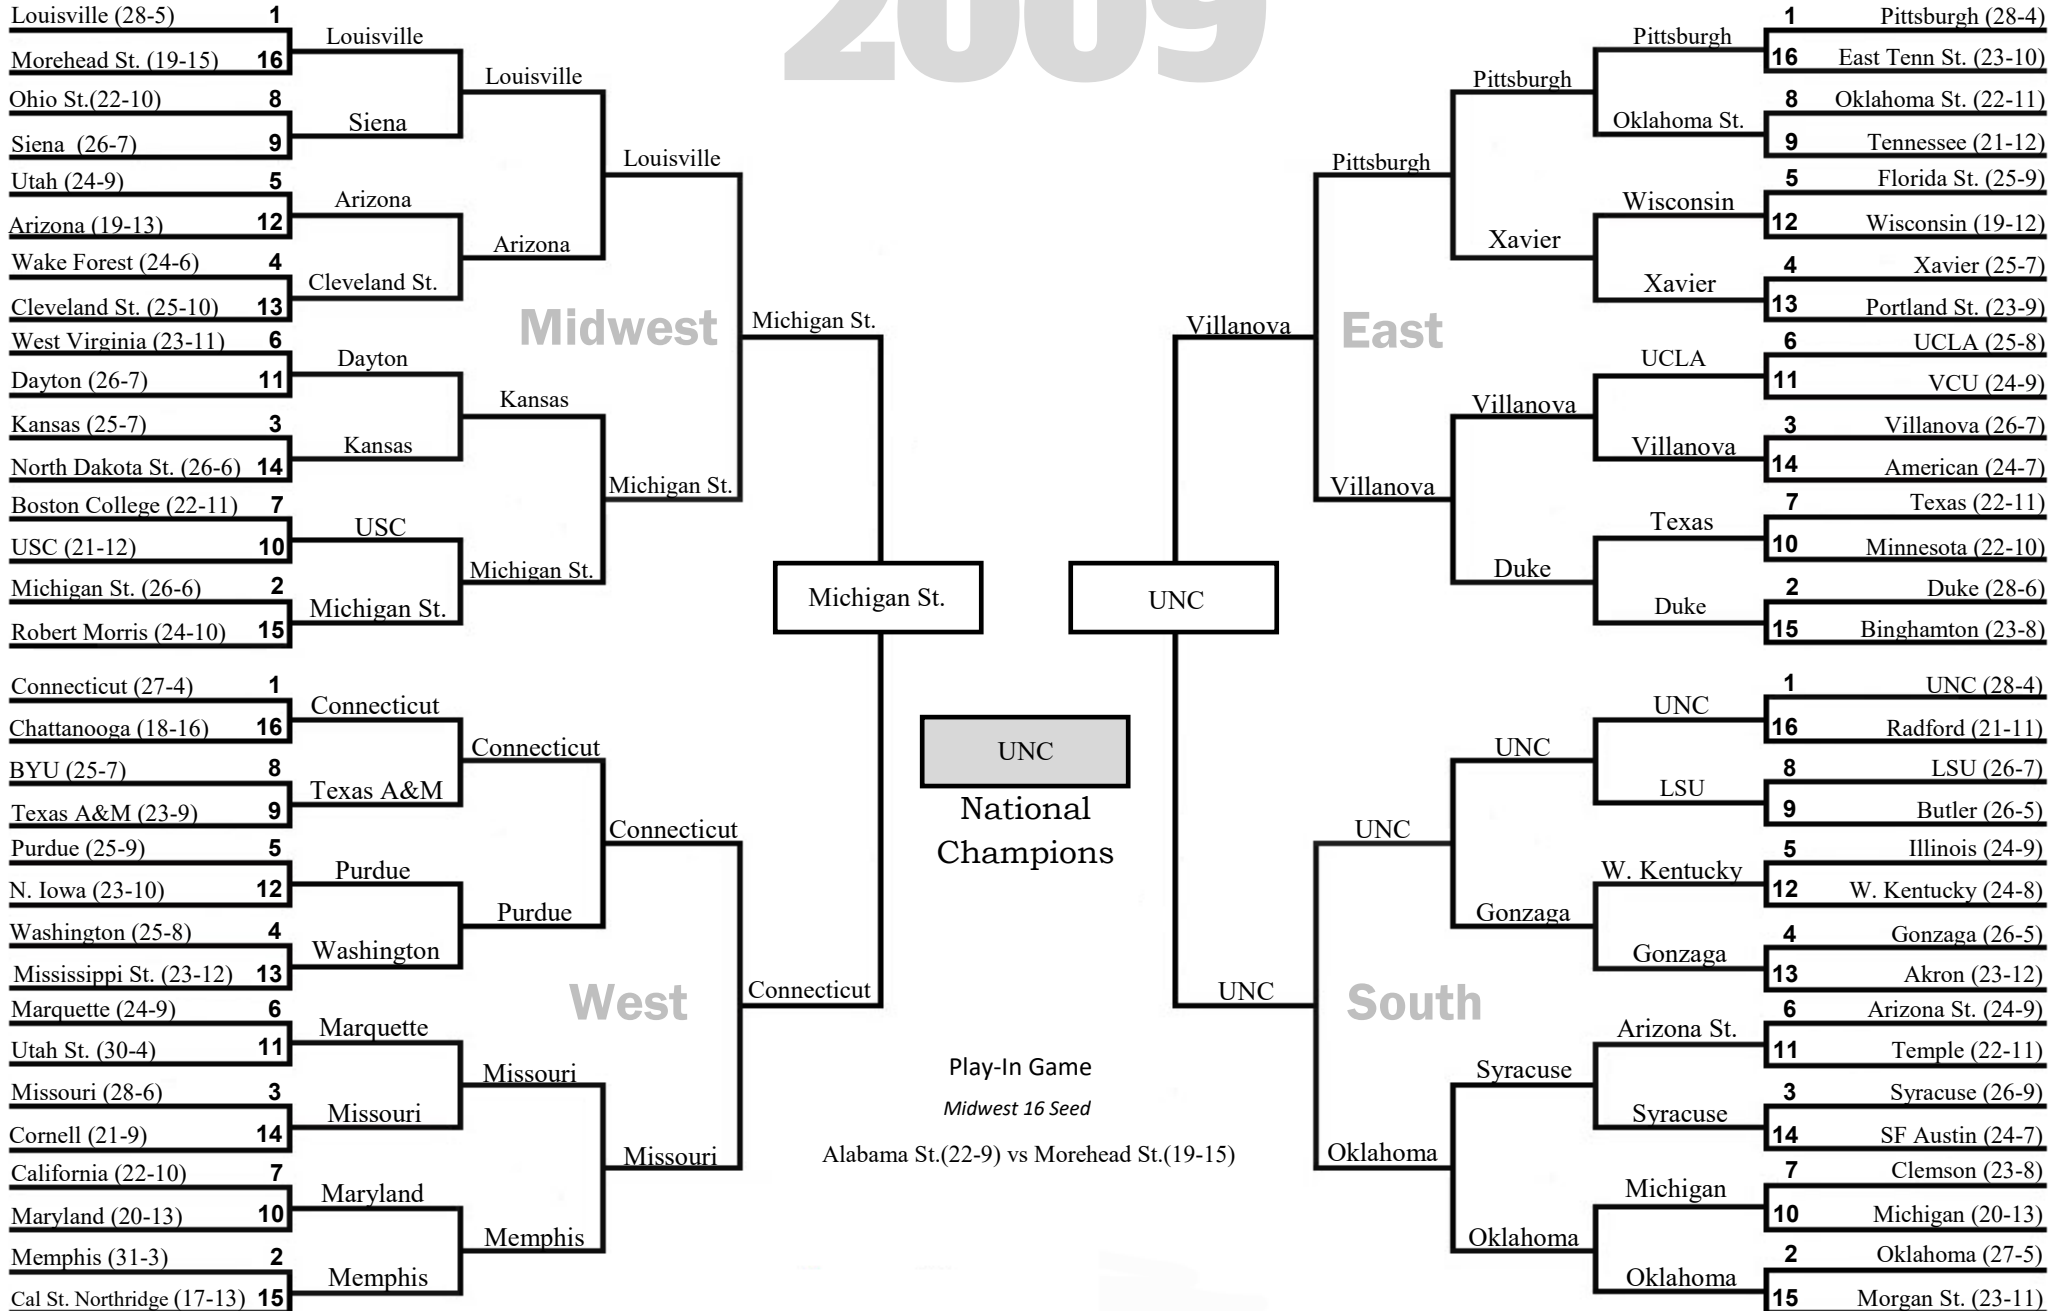 2009
Louisville (28-5) 1
Morehead St. (19-15) 16
Ohio St.(22-10) 8
Siena (26-7) 9
Utah (24-9) 5
Arizona (19-13) 12
Wake Forest (24-6) 4
Cleveland St. (25-10) 13
West Virginia (23-11) 6
Dayton (26-7) 11
Kansas (25-7) 3
North Dakota St. (26-6) 14
Boston College (22-11) 7
USC (21-12) 10
Michigan St. (26-6) 2
Robert Morris (24-10) 15
Louisville
Siena
Arizona
Cleveland St.
Dayton
Kansas
USC
Michigan St.
Louisville
Arizona
Kansas
Michigan St.
Louisville
Michigan St.
Midwest
Michigan St.
Connecticut (27-4) 1
Chattanooga (18-16) 16
BYU (25-7) 8
Texas A&M (23-9) 9
Purdue (25-9) 5
N. Iowa (23-10) 12
Washington (25-8) 4
Mississippi St. (23-12) 13
Marquette (24-9) 6
Utah St. (30-4) 11
Missouri (28-6) 3
Cornell (21-9) 14
California (22-10) 7
Maryland (20-13) 10
Memphis (31-3) 2
Cal St. Northridge (17-13) 15
Connecticut
Texas A&M
Purdue
Washington
Marquette
Missouri
Maryland
Memphis
Connecticut
Purdue
Missouri
Memphis
Connecticut
Missouri
West
Connecticut
Michigan St.
UNC
UNC
National
Champions
Play-In Game
Midwest 16 Seed
Alabama St.(22-9) vs Morehead St.(19-15)
1 Pittsburgh (28-4)
16 East Tenn St. (23-10)
8 Oklahoma St. (22-11)
9 Tennessee (21-12)
5 Florida St. (25-9)
12 Wisconsin (19-12)
4 Xavier (25-7)
13 Portland St. (23-9)
6 UCLA (25-8)
11 VCU (24-9)
3 Villanova (26-7)
14 American (24-7)
7 Texas (22-11)
10 Minnesota (22-10)
2 Duke (28-6)
15 Binghamton (23-8)
Pittsburgh
Oklahoma St.
Wisconsin
Xavier
UCLA
Villanova
Texas
Duke
Pittsburgh
Xavier
Villanova
Duke
Pittsburgh
Villanova
East
Villanova
1 UNC (28-4)
16 Radford (21-11)
8 LSU (26-7)
9 Butler (26-5)
5 Illinois (24-9)
12 W. Kentucky (24-8)
4 Gonzaga (26-5)
13 Akron (23-12)
6 Arizona St. (24-9)
11 Temple (22-11)
3 Syracuse (26-9)
14 SF Austin (24-7)
7 Clemson (23-8)
10 Michigan (20-13)
2 Oklahoma (27-5)
15 Morgan St. (23-11)
UNC
LSU
W. Kentucky
Gonzaga
Arizona St.
Syracuse
Michigan
Oklahoma
UNC
Gonzaga
Syracuse
Oklahoma
UNC
Oklahoma
South
UNC